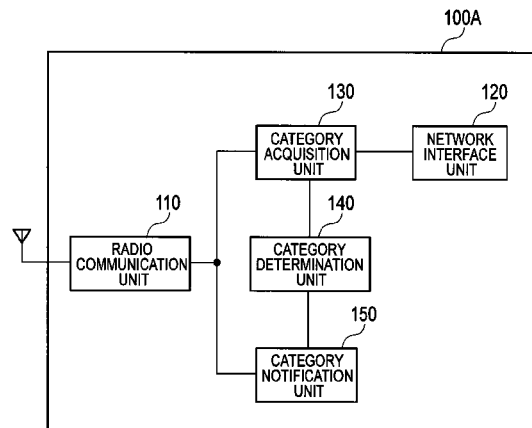 100A
130
CATEGORY
ACQUISITION
UNIT
120
NETWORK
INTERFACE
UNIT
110
RADIO
COMMUNICATION
UNIT
140
CATEGORY
DETERMINATION
UNIT
150
CATEGORY
NOTIFICATION
UNIT